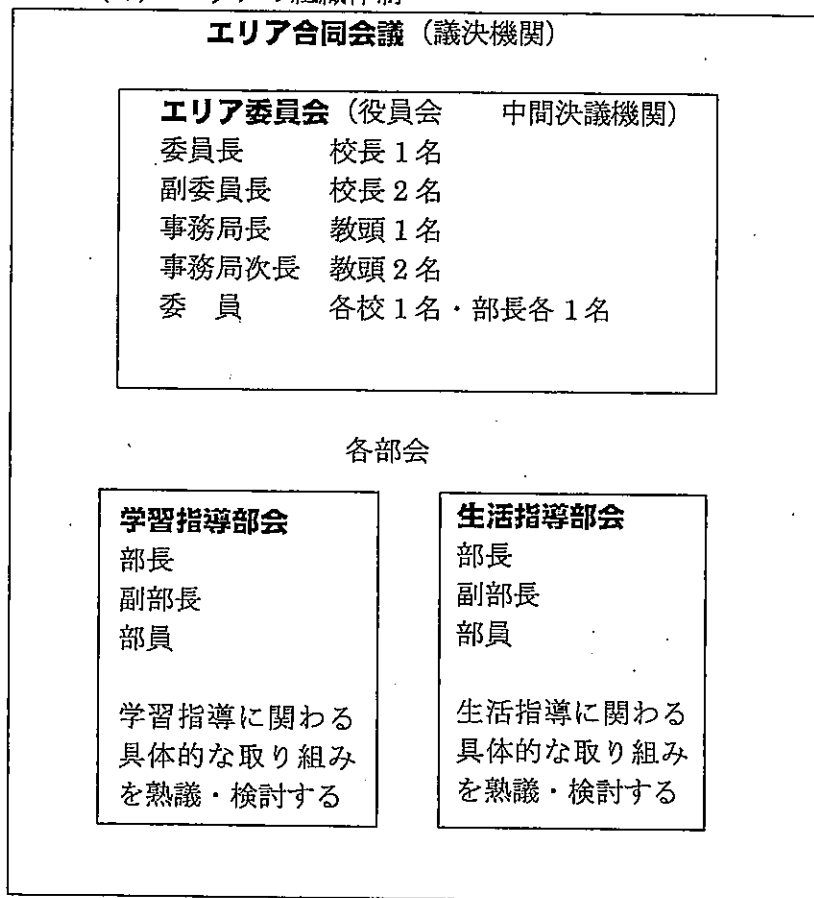 エリア合同会議（議決機関）
エリア委員会（役員会　　中間決議機関）
委員長　　　校長１名
副委員長　　校長２名
事務局長　　教頭１名
事務局次長　教頭２名
委　員　　　各校１名・部長各１名
各部会
学習指導部会
部長
副部長
部員
学習指導に関わる
具体的な取り組み
を熟議・検討する
生活指導部会
部長
副部長
部員
生活指導に関わる
具体的な取り組み
を熟議・検討する